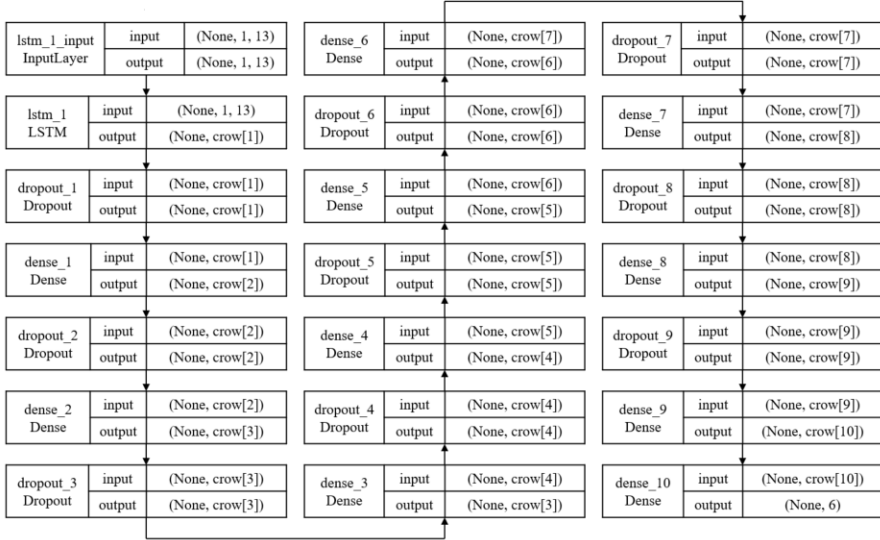 lstm_1_input
InputLayer
input (None, 1, 13)
output (None, 1, 13)
lstm_1
LSTM
input (None, 1, 13)
output (None, crow[1])
dropout_1
Dropout
input (None, crow[1])
output (None, crow[1])
dense_1
Dense
input (None, crow[1])
output (None, crow[2])
dropout_2
Dropout
input (None, crow[2])
output (None, crow[2])
dense_2
Dense
input (None, crow[2])
output (None, crow[3])
dropout_3
Dropout
input (None, crow[3])
output (None, crow[3])
dense_6
Dense
input (None, crow[7])
output (None, crow[6])
dropout_6
Dropout
input (None, crow[6])
output (None, crow[6])
dense_5
Dense
input (None, crow[6])
output (None, crow[5])
dropout_5
Dropout
input (None, crow[5])
output (None, crow[5])
dense_4
Dense
input (None, crow[5])
output (None, crow[4])
dropout_4
Dropout
input (None, crow[4])
output (None, crow[4])
dense_3
Dense
input (None, crow[4])
output (None, crow[3])
dropout_7
Dropout
input (None, crow[7])
output (None, crow[7])
dense_7
Dense
input (None, crow[7])
output (None, crow[8])
dropout_8
Dropout
input (None, crow[8])
output (None, crow[8])
dense_8
Dense
input (None, crow[8])
output (None, crow[9])
dropout_9
Dropout
input (None, crow[9])
output (None, crow[9])
dense_9
Dense
input (None, crow[9])
output (None, crow[10])
dense_10
Dense
input (None, crow[10])
output (None, 6)